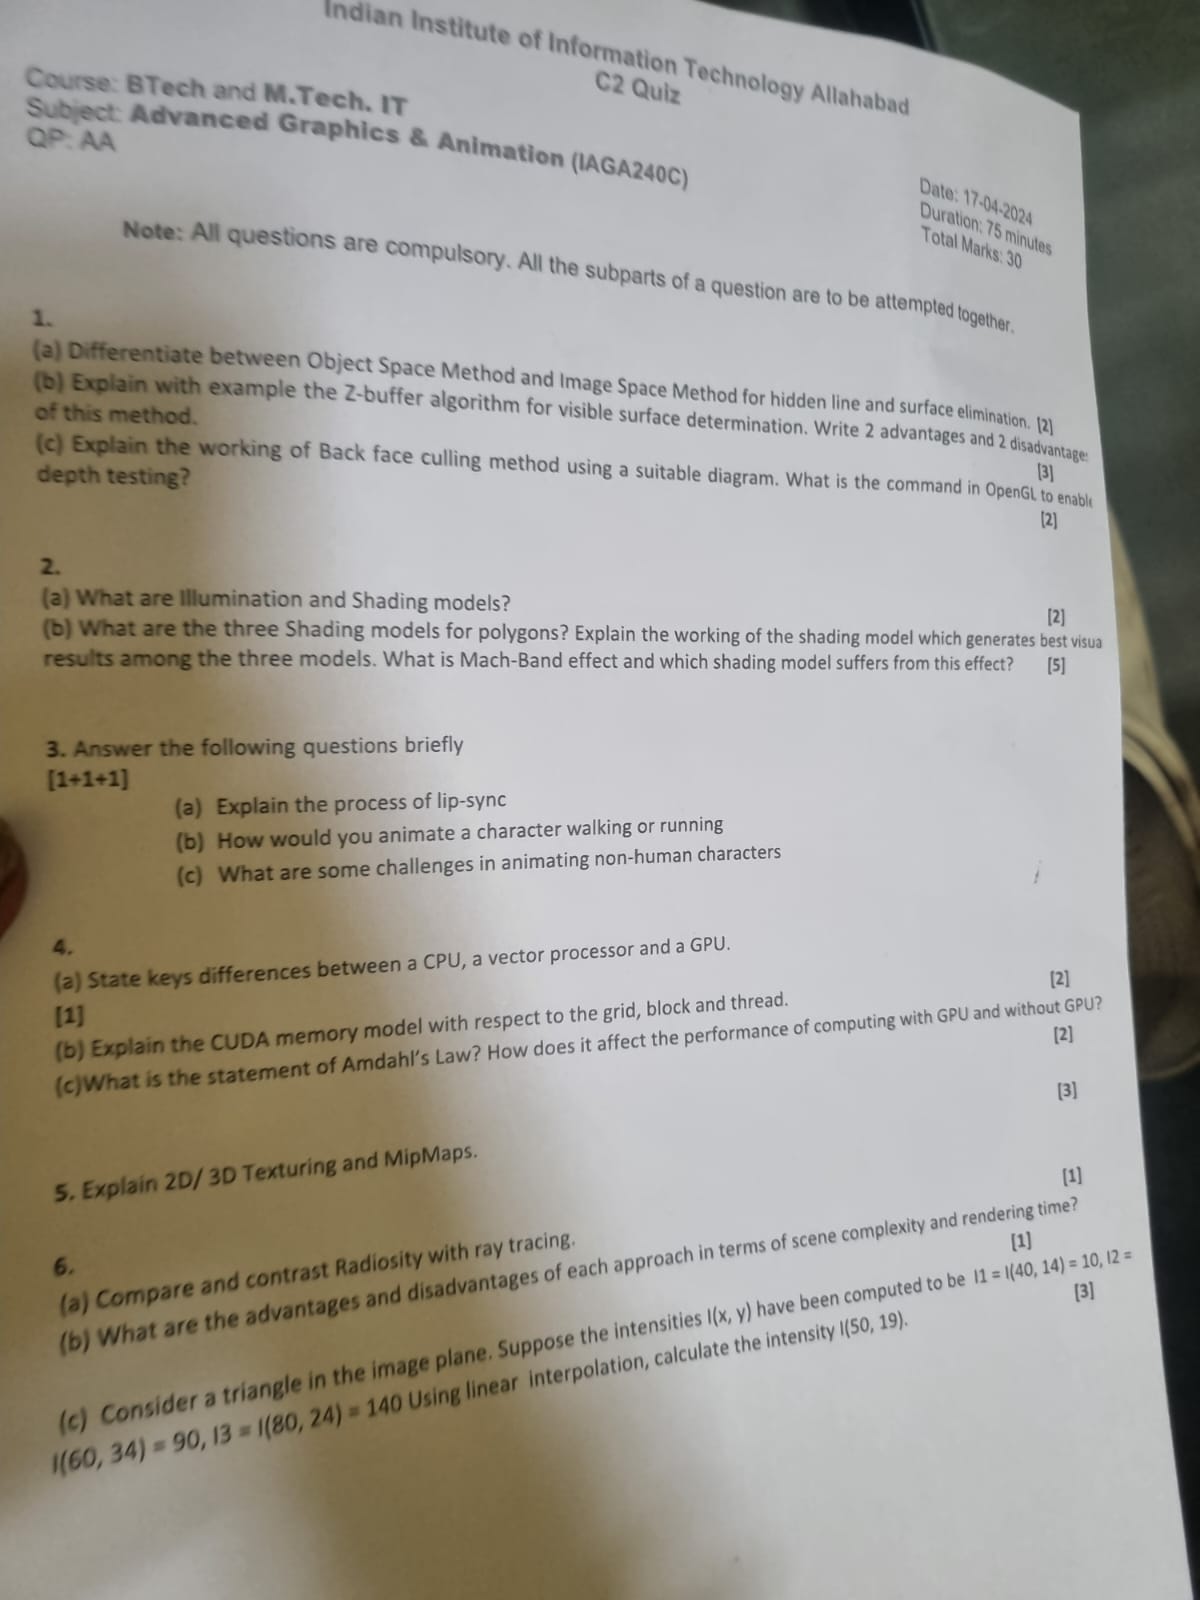 Indian Institute of Information Technology Allahabad
C2 Quiz
Course: BTech and M.Tech. IT
Subject: Advanced Graphics & Animation (IAGA240C)
QP: AA
Date: 17-04-2024
Duration: 75 minutes
Total Marks: 30
Note: All questions are compulsory. All the subparts of a question are to be attempted together.
1.
(a) Differentiate between Object Space Method and Image Space Method for hidden line and surface elimination. [2]
(b) Explain with example the Z-buffer algorithm for visible surface determination. Write 2 advantages and 2 disadvantages
of this method. [3]
(c) Explain the working of Back face culling method using a suitable diagram. What is the command in OpenGL to enable
depth testing? [2]
2.
(a) What are Illumination and Shading models? [2]
(b) What are the three Shading models for polygons? Explain the working of the shading model which generates best visua
results among the three models. What is Mach-Band effect and which shading model suffers from this effect? [5]
3. Answer the following questions briefly
[1+1+1]
(a) Explain the process of lip-sync
(b) How would you animate a character walking or running
(c) What are some challenges in animating non-human characters
4.
(a) State keys differences between a CPU, a vector processor and a GPU. [2]
[1]
(b) Explain the CUDA memory model with respect to the grid, block and thread. [2]
(c)What is the statement of Amdahl's Law? How does it affect the performance of computing with GPU and without GPU?
[3]
5. Explain 2D/ 3D Texturing and MipMaps. [1]
6.
(a) Compare and contrast Radiosity with ray tracing. [1]
(b) What are the advantages and disadvantages of each approach in terms of scene complexity and rendering time?
[3]
(c) Consider a triangle in the image plane. Suppose the intensities I(x, y) have been computed to be I1 = I(40, 14) = 10, I2 =
I(60, 34) = 90, I3 = I(80, 24) = 140 Using linear interpolation, calculate the intensity I(50, 19).